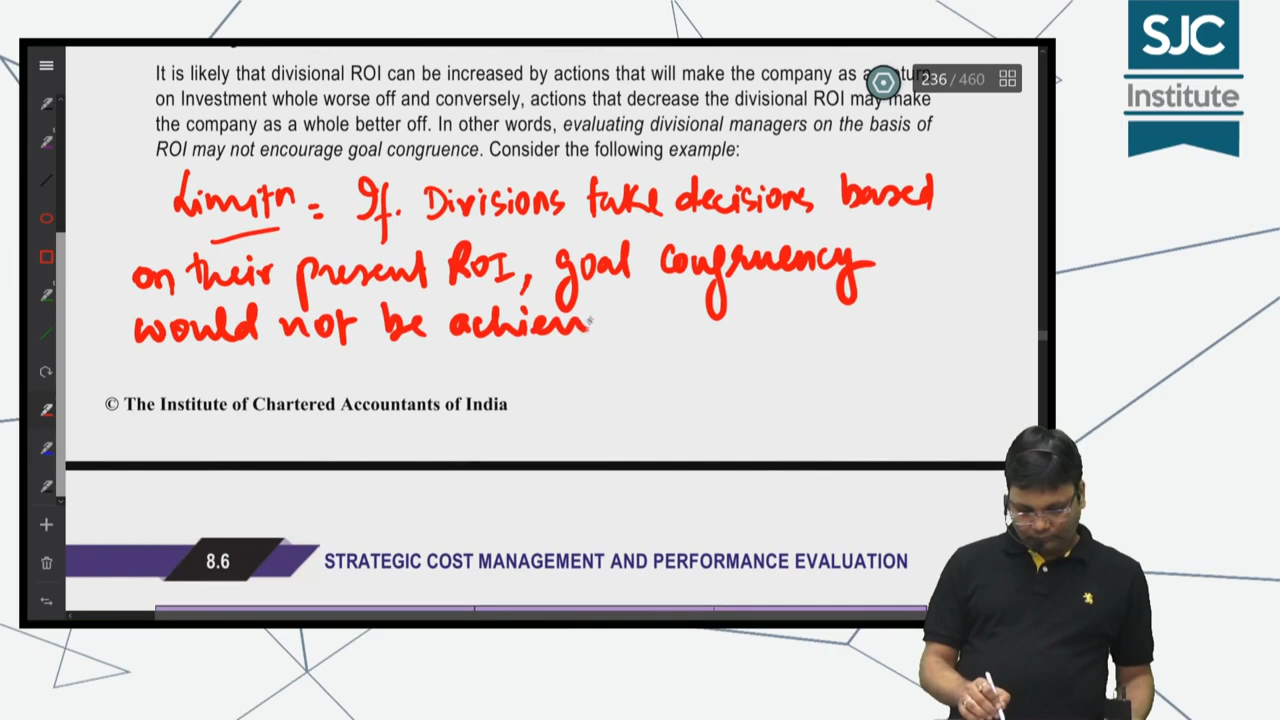 SJC
Institute
236 / 460
It is likely that divisional ROI can be increased by actions that will make the company as a return
on Investment whole worse off and conversely, actions that decrease the divisional ROI may make
the company as a whole better off. In other words, evaluating divisional managers on the basis of
ROI may not encourage goal congruence. Consider the following example:
Limitn = If. Divisions take decisions based
on their present ROI, goal congruency
would not be achiem
© The Institute of Chartered Accountants of India
8.6 STRATEGIC COST MANAGEMENT AND PERFORMANCE EVALUATION